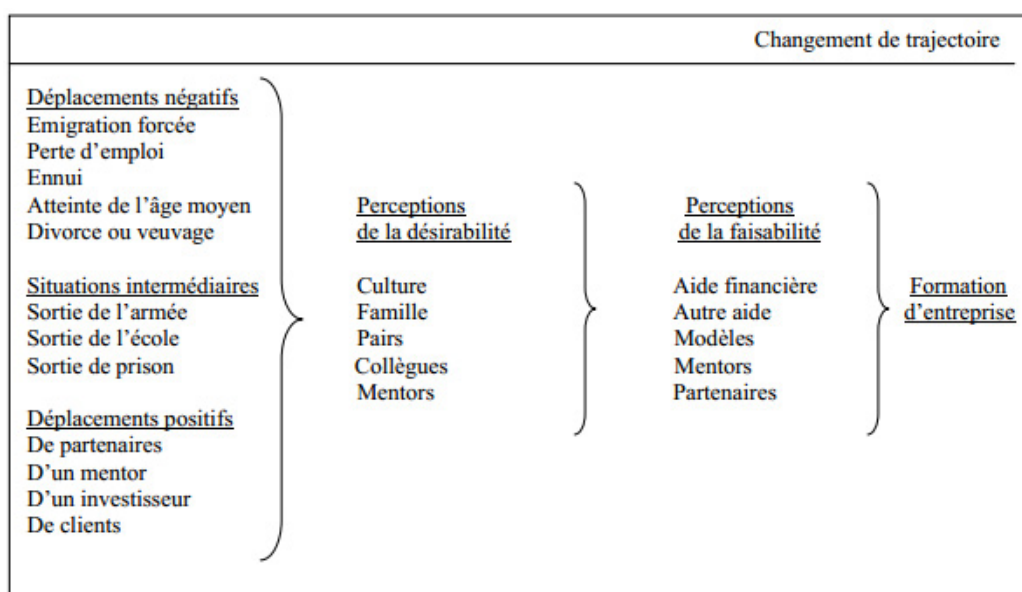 Changement de trajectoire
Déplacements négatifs
Emigration forcée
Perte d'emploi
Ennui
Atteinte de l'âge moyen
Divorce ou veuvage
Situations intermédiaires
Sortie de l'armée
Sortie de l'école
Sortie de prison
Déplacements positifs
De partenaires
D'un mentor
D'un investisseur
De clients
Perceptions
de la désirabilité
Culture
Famille
Pairs
Collègues
Mentors
Perceptions
de la faisabilité
Aide financière
Autre aide
Modèles
Mentors
Partenaires
Formation
d'entreprise